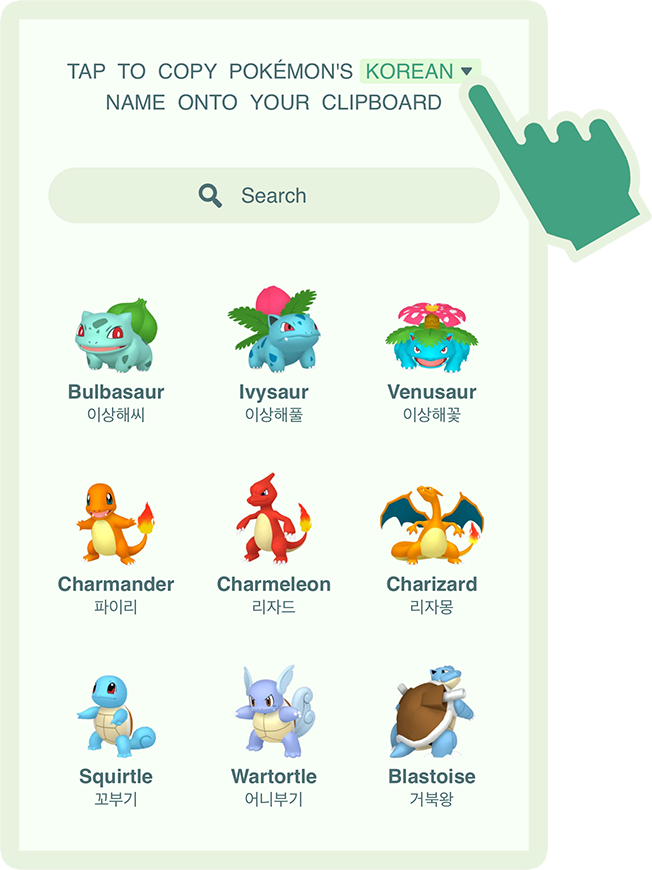 TAP TO COPY POKÉMON'S KOREAN
NAME ONTO YOUR CLIPBOARD
Search
Bulbasaur
이상해씨
Ivysaur
이상해풀
Venusaur
이상해꽃
Charmander
파이리
Charmeleon
리자드
Charizard
리자몽
Squirtle
꼬부기
Wartortle
어니부기
Blastoise
거북왕